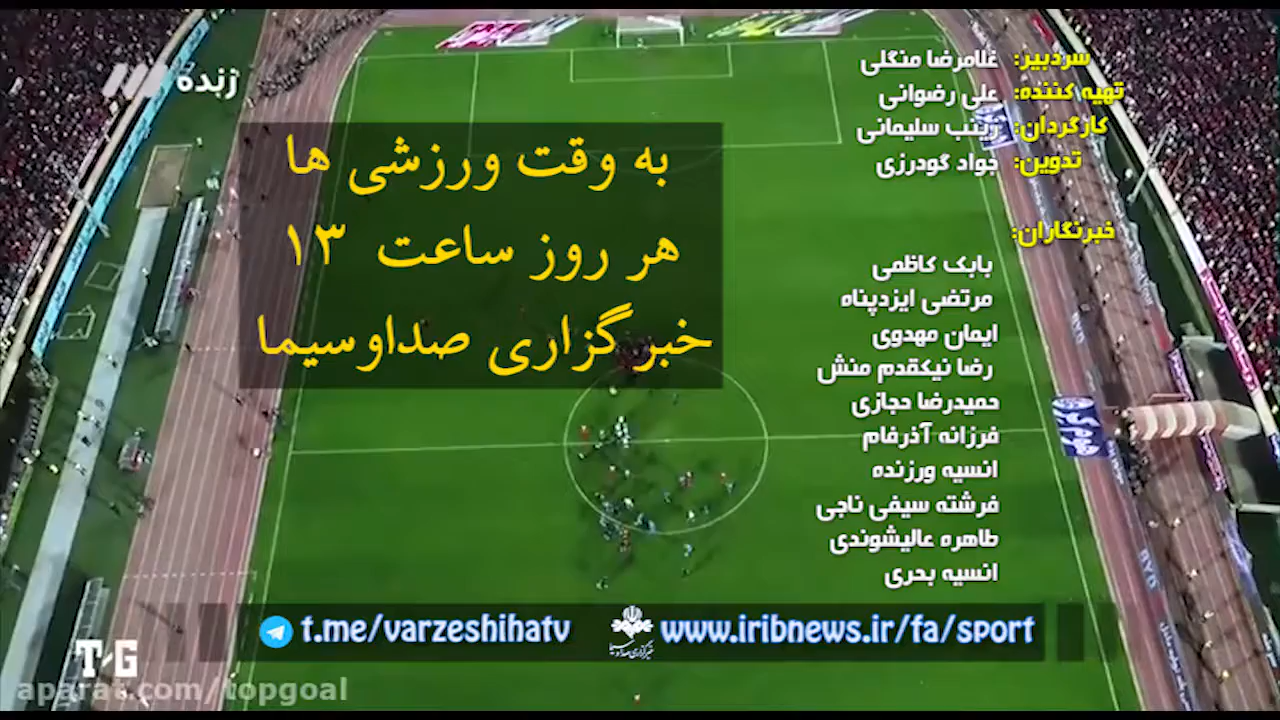 زنده
سردبیر: غلامرضا منگلی
تهیه کننده: علی رضوانی
کارگردان: زینب سلیمانی
تدوین: جواد گودرزی
خبرنگاران:
بابک کاظمی
مرتضی ایزدپناه
ایمان مهدوی
رضا نیکقدم منش
حمیدرضا حجازی
فرزانه آذرفام
انسیه ورزنده
فرشته سیفی ناجی
طاهره عالیشوندی
انسیه بحری
به وقت ورزشی ها
هر روز ساعت ۱۳
خبرگزاری صداوسیما
t.me/varzeshihatv
خبرگزاری صداوسیما
www.iribnews.ir/fa/sport
T-G
aparat.com/topgoal
BYD